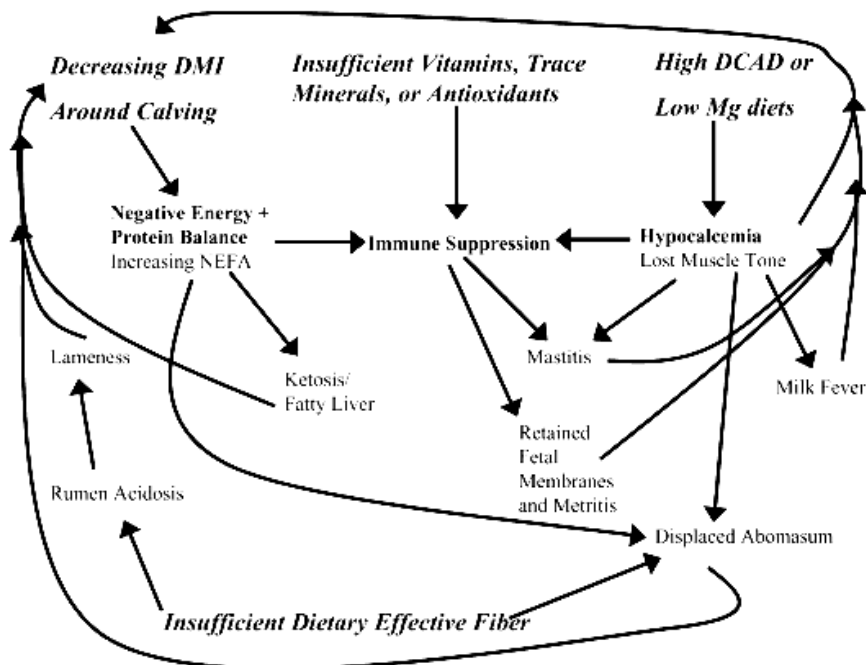 Decreasing DMI
Around Calving
Insufficient Vitamins, Trace
Minerals, or Antioxidants
High DCAD or
Low Mg diets
Negative Energy +
Protein Balance
Increasing NEFA
Immune Suppression
Hypocalcemia
Lost Muscle Tone
Lameness
Ketosis/
Fatty Liver
Mastitis
Milk Fever
Retained
Fetal
Membranes
and Metritis
Rumen Acidosis
Displaced Abomasum
Insufficient Dietary Effective Fiber